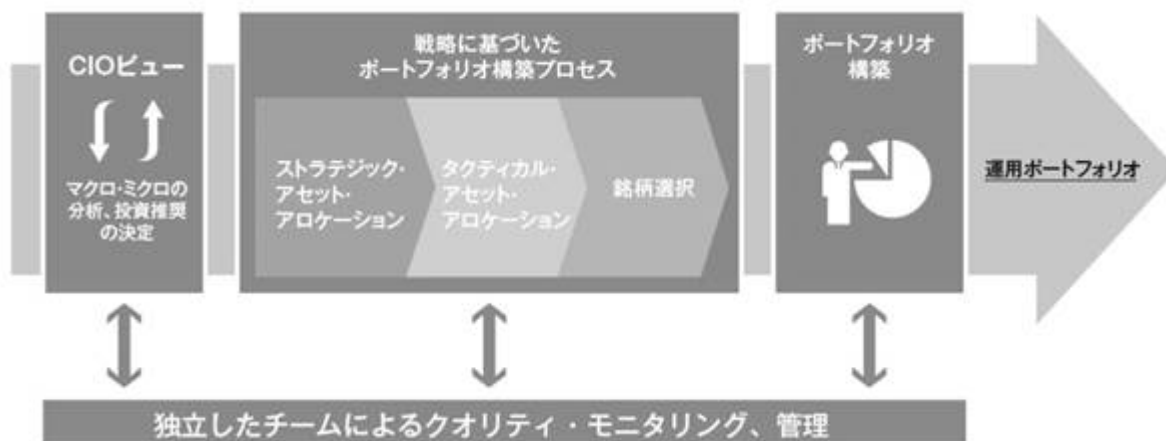 CIOビュー
マクロ・ミクロの
分析、投資推奨
の決定
戦略に基づいた
ポートフォリオ構築プロセス
ストラテジック・
アセット・
アロケーション
タクティカル・
アセット・
アロケーション
銘柄選択
ポートフォリオ
構築
運用ポートフォリオ
独立したチームによるクオリティ・モニタリング、管理